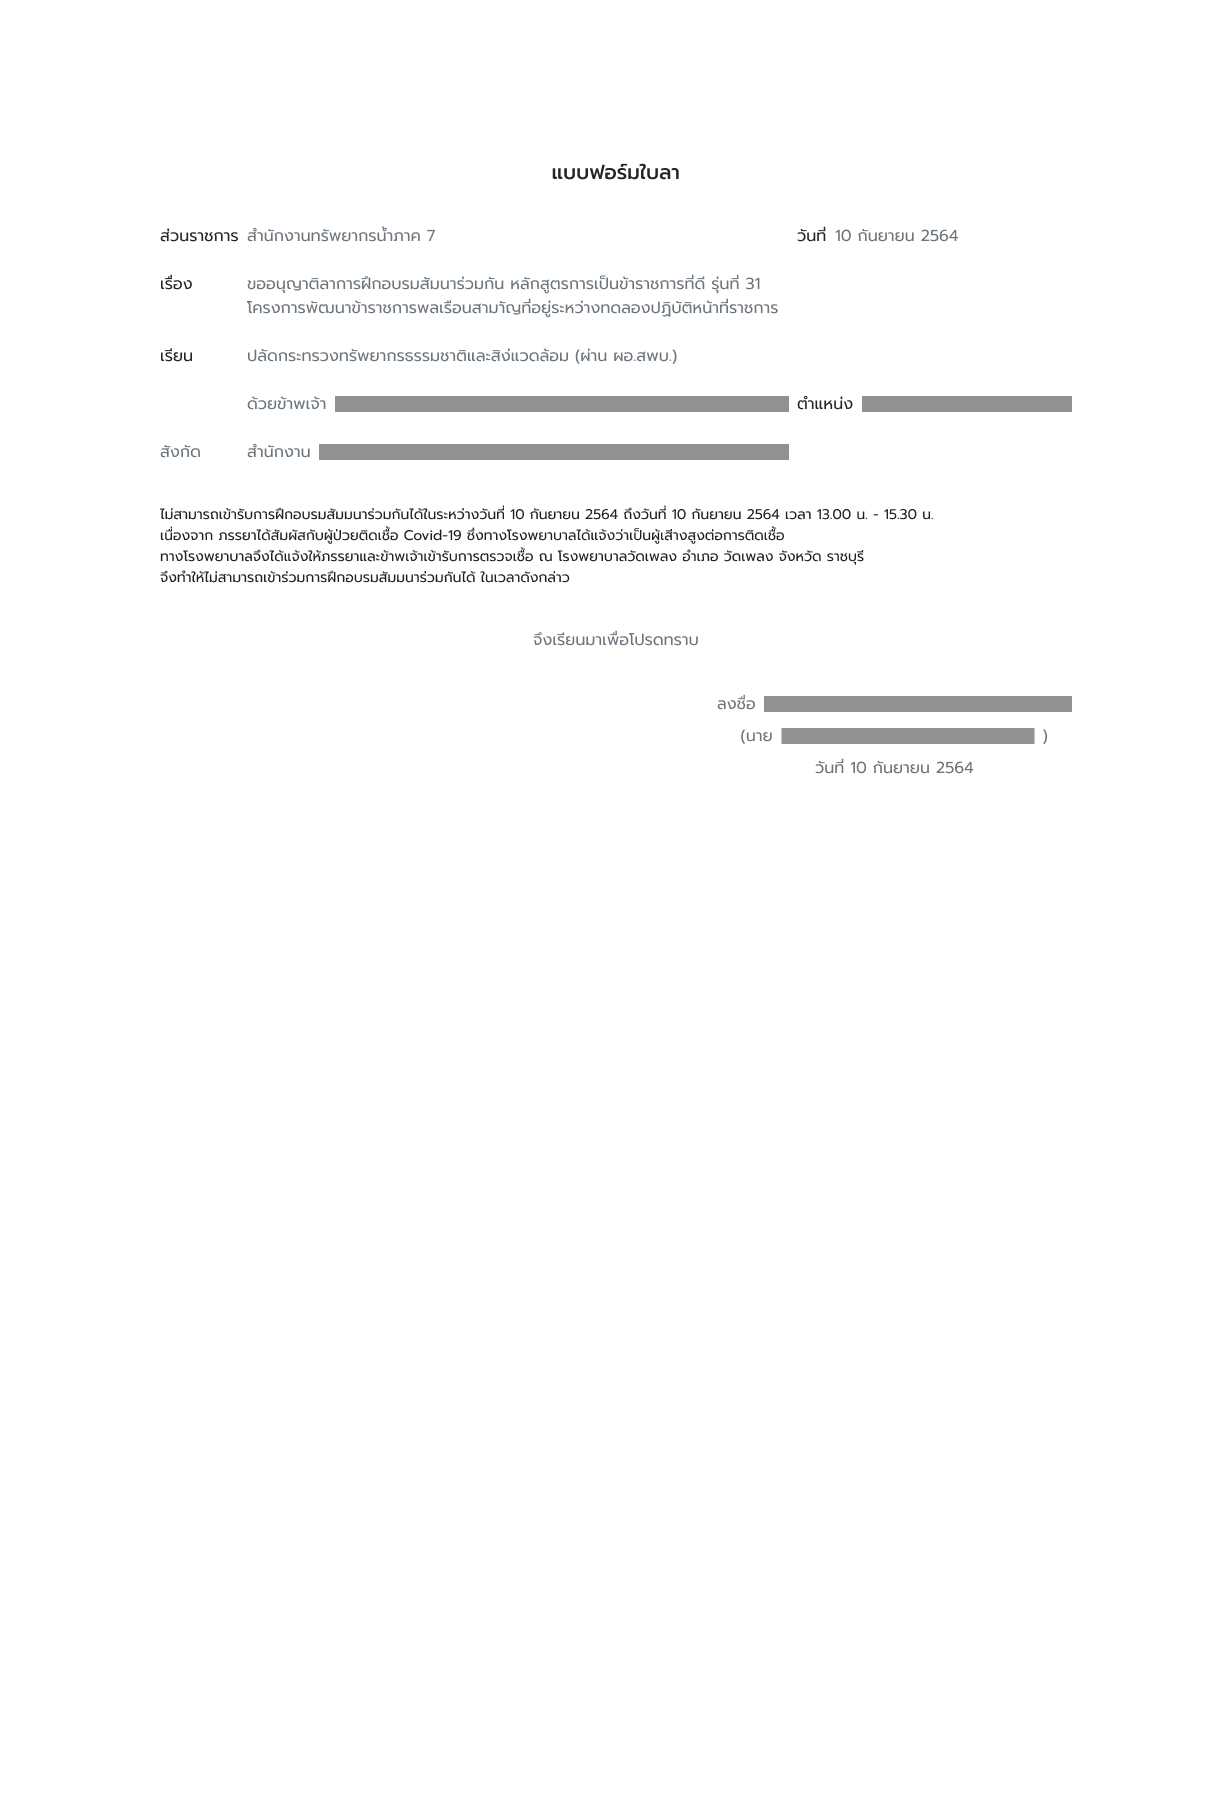 แบบฟอร์มใบลา
ส่วนราชการ สำนักงานทรัพยากรน้ำภาค 7 วันที่ 10 กันยายน 2564
เรื่อง ขออนุญาติลาการฝึกอบรมสัมนาร่วมกัน หลักสูตรการเป็นข้าราชการที่ดี รุ่นที่ 31
โครงการพัฒนาข้าราชการพลเรือนสามาัญที่อยู่ระหว่างทดลองปฏิบัติหน้าที่ราชการ
เรียน ปลัดกระทรวงทรัพยากรธรรมชาติและสิง่แวดล้อม (ผ่าน ผอ.สพบ.)
ด้วยข้าพเจ้า ตำแหน่ง
สังกัด สำนักงาน
ไม่สามารถเข้ารับการฝึกอบรมสัมมนาร่วมกันได้ในระหว่างวันที่ 10 กันยายน 2564 ถึงวันที่ 10 กันยายน 2564 เวลา 13.00 น. - 15.30 น.
เนื่องจาก ภรรยาได้สัมผัสกับผู้ป่วยติดเชื้อ Covid-19 ซึ่งทางโรงพยาบาลได้แจ้งว่าเป็นผู้เสี่างสูงต่อการติดเชื้อ
ทางโรงพยาบาลจึงได้แจ้งให้ภรรยาและข้าพเจ้าเข้ารับการตรวจเชื้อ ณ โรงพยาบาลวัดเพลง อำเภอ วัดเพลง จังหวัด ราชบุรี
จึงทำให้ไม่สามารถเข้าร่วมการฝึกอบรมสัมมนาร่วมกันได้ ในเวลาดังกล่าว
จึงเรียนมาเพื่อโปรดทราบ
ลงชื่อ
(นาย )
วันที่ 10 กันยายน 2564